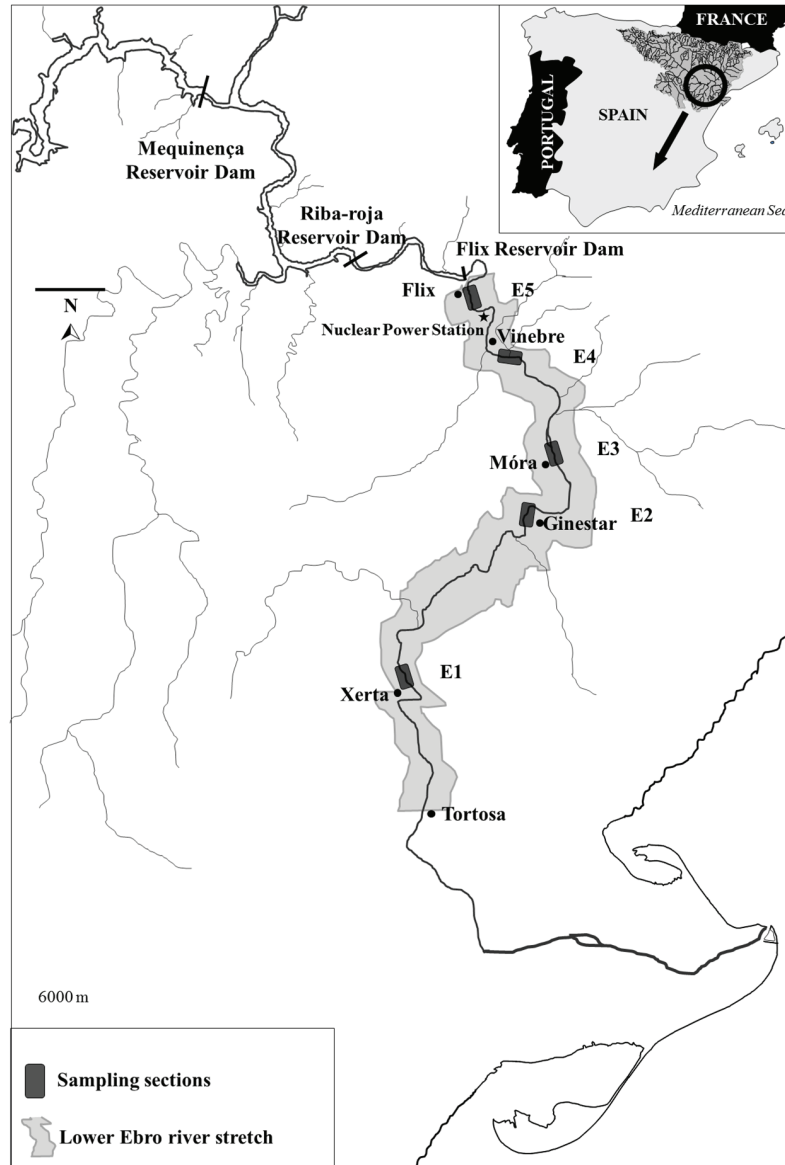 FRANCE
PORTUGAL
SPAIN
Mediterranean Sea
Mequinença
Reservoir Dam
Riba-roja
Reservoir Dam
Flix Reservoir Dam
Flix
E5
N
Nuclear Power Station
Vinebre
E4
E3
Móra
E2
Ginestar
E1
Xerta
Tortosa
6000 m
Sampling sections
Lower Ebro river stretch